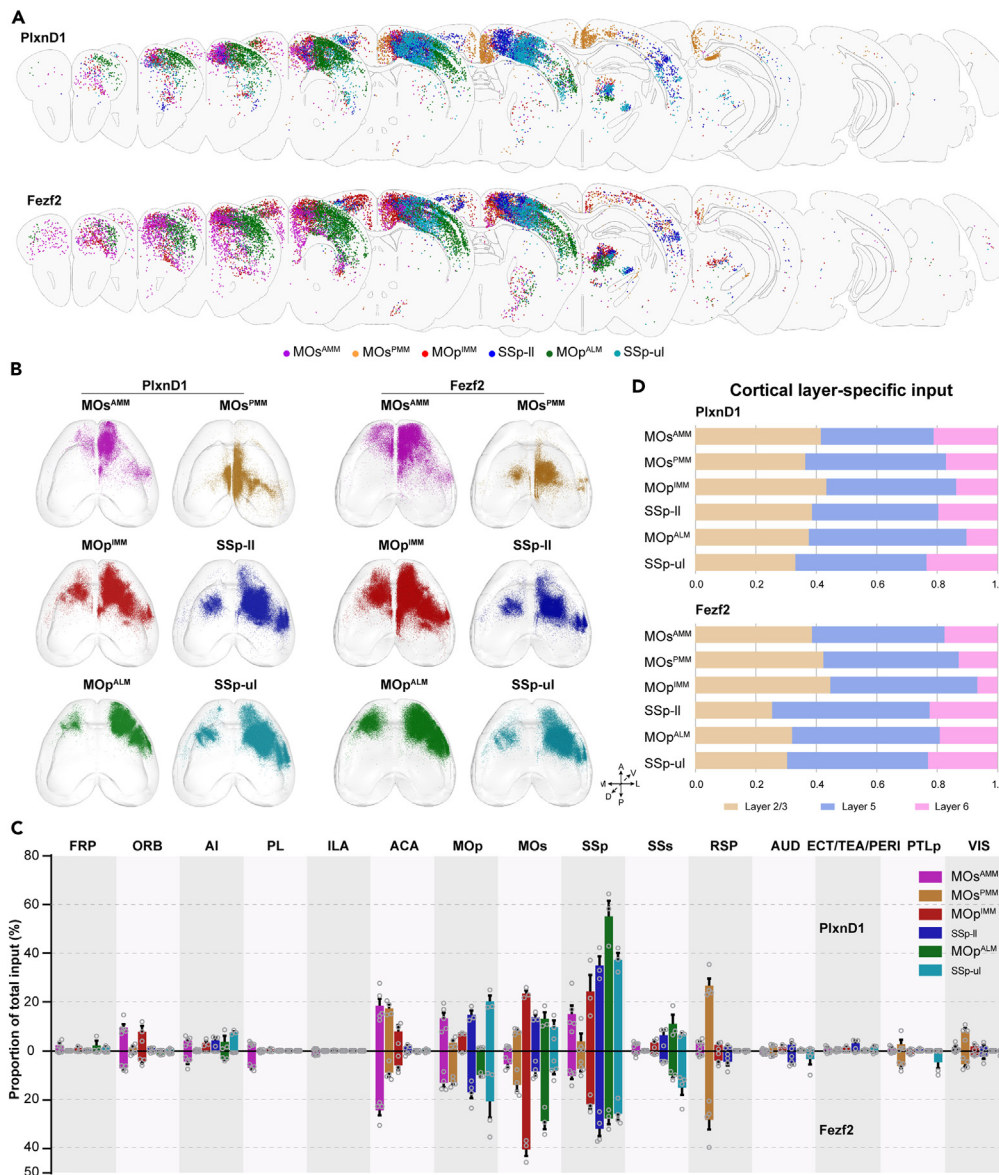 A
PlxnD1
Fezf2
MOsAMM MOsPMM MOpIMM SSp-ll MOpALM SSp-ul
B
PlxnD1 Fezf2
MOsAMM MOsPMM MOsAMM MOsPMM
MOpIMM SSp-ll MOpIMM SSp-ll
MOpALM SSp-ul MOpALM SSp-ul
A
V
M L
D
P
D
Cortical layer-specific input
PlxnD1
MOsAMM
MOsPMM
MOpIMM
SSp-ll
MOpALM
SSp-ul
0.0 0.2 0.4 0.6 0.8 1.
Fezf2
MOsAMM
MOsPMM
MOpIMM
SSp-ll
MOpALM
SSp-ul
0.0 0.2 0.4 0.6 0.8 1.
Layer 2/3 Layer 5 Layer 6
C
FRP ORB AI PL ILA ACA MOp MOs SSp SSs RSP AUD ECT/TEA/PERI PTLp VIS
Proportion of total input (%)
80
60
40
20
0
20
40
50
PlxnD1
Fezf2
MOsAMM
MOsPMM
MOpIMM
SSp-ll
MOpALM
SSp-ul